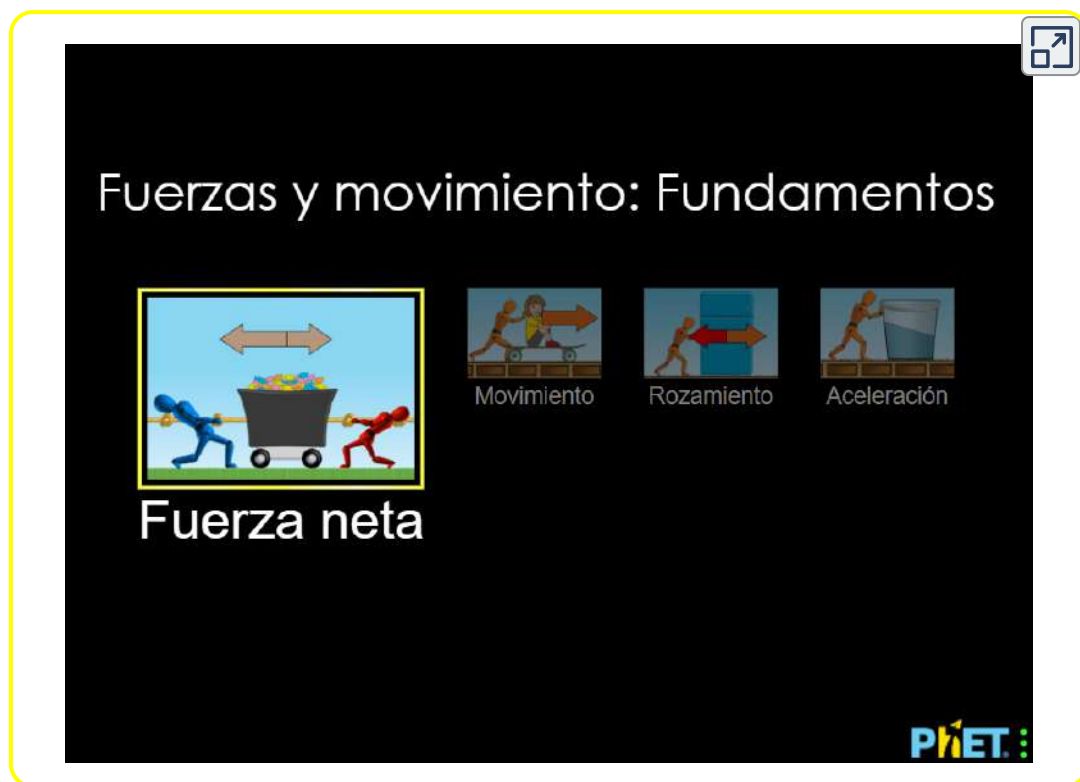 Fuerzas y movimiento: Fundamentos
Movimiento
Rozamiento
Aceleración
Fuerza neta
PhET